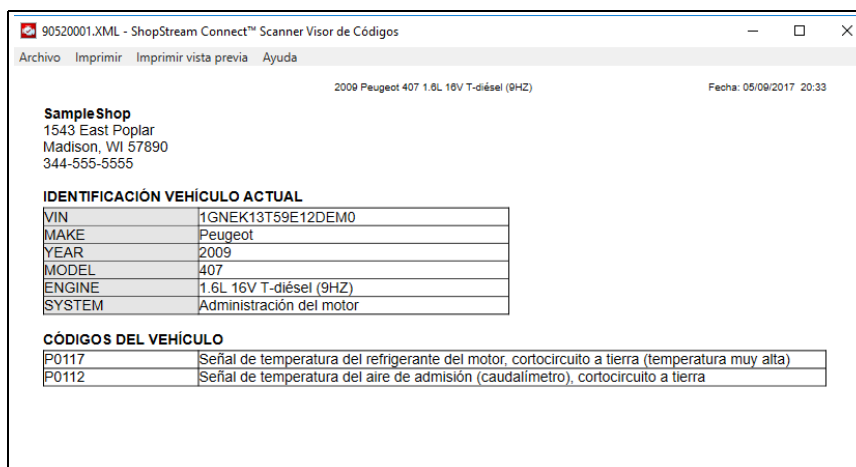 90520001.XML - ShopStream Connect™ Scanner Visor de Códigos
Archivo Imprimir Imprimir vista previa Ayuda
2009 Peugeot 407 1.6L 16V T-diésel (9HZ) Fecha: 05/09/2017 20:33
SampleShop
1543 East Poplar
Madison, WI 57890
344-555-5555
IDENTIFICACIÓN VEHÍCULO ACTUAL
VIN 1GNEK13T59E12DEM0
MAKE Peugeot
YEAR 2009
MODEL 407
ENGINE 1.6L 16V T-diésel (9HZ)
SYSTEM Administración del motor
CÓDIGOS DEL VEHÍCULO
P0117 Señal de temperatura del refrigerante del motor, cortocircuito a tierra (temperatura muy alta)
P0112 Señal de temperatura del aire de admisión (caudalímetro), cortocircuito a tierra